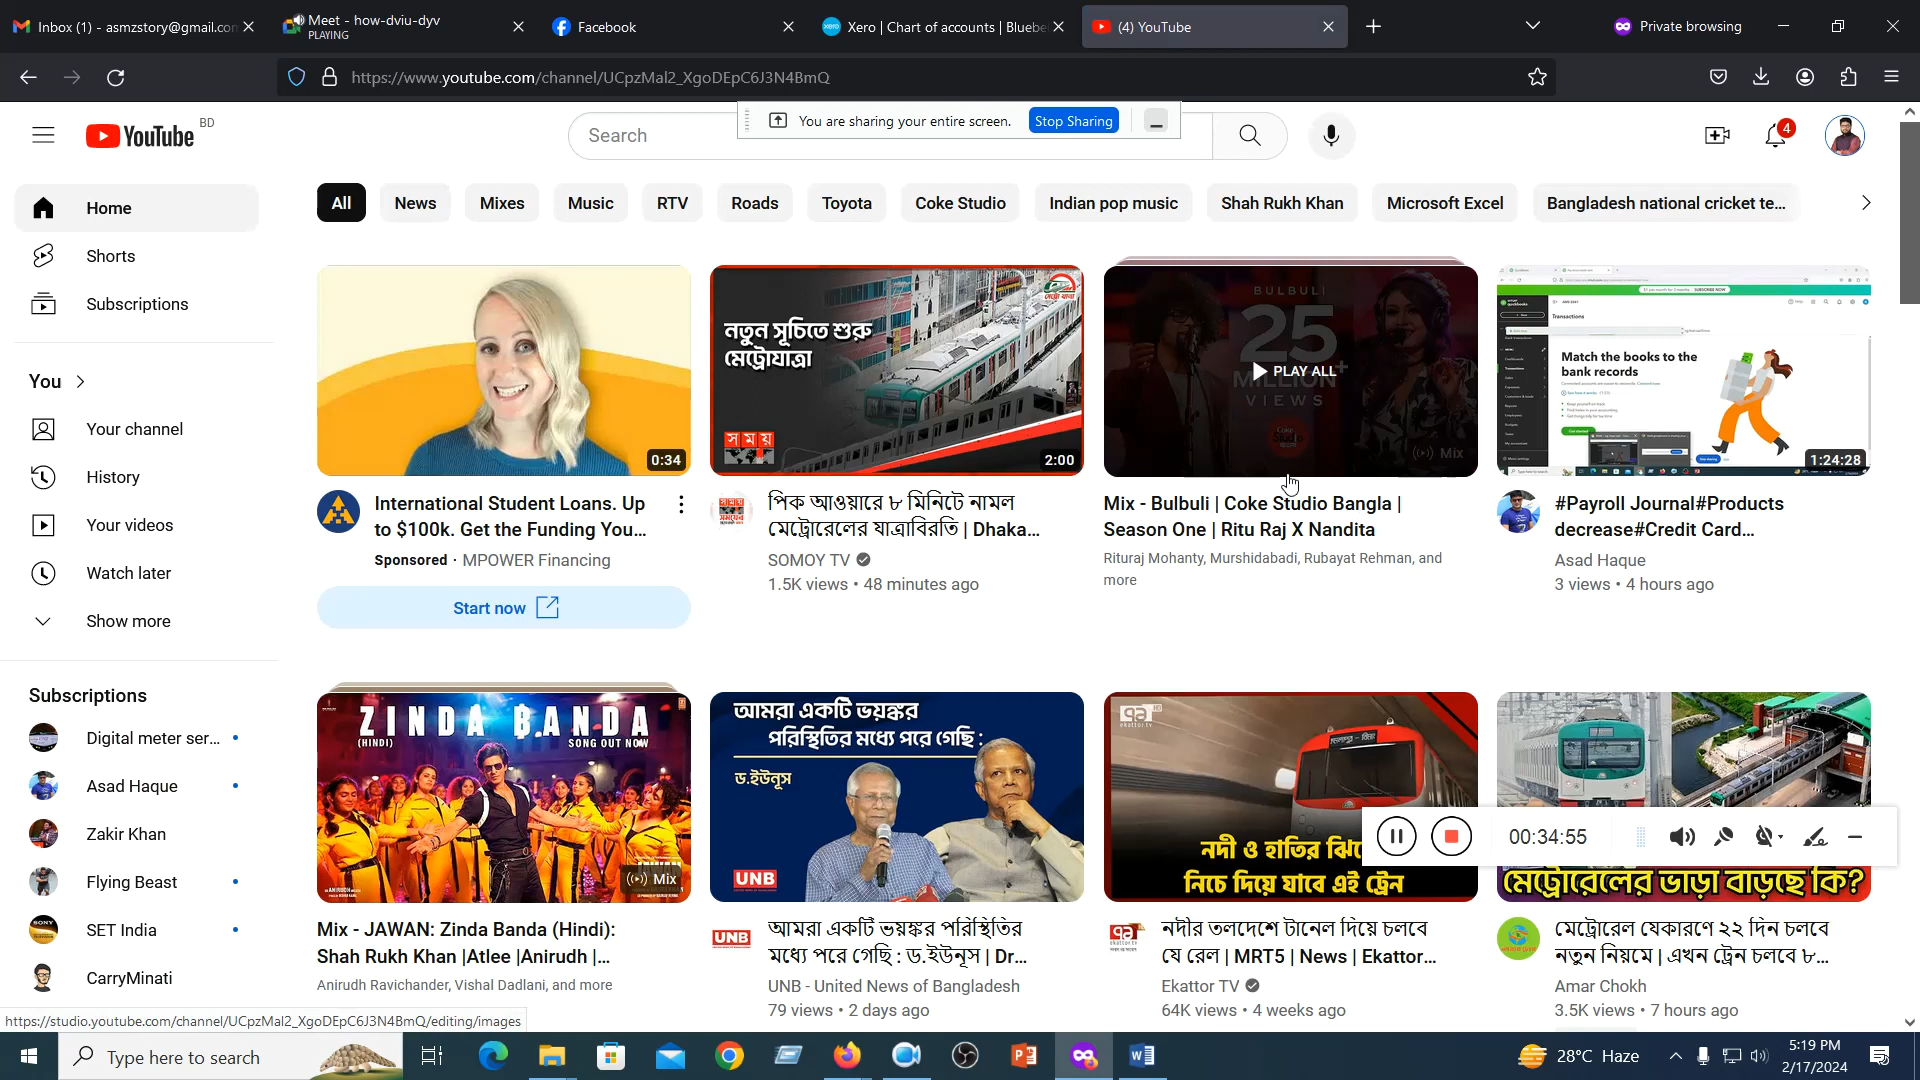 Inbox (1) - asmzstory@gmail.con
Meet - how-dviu-dyv
PLAYING
Facebook
Xero | Chart of accounts | Bluebe
(4) YouTube
Private browsing
https://www.youtube.com/channel/UCpzMal2_XgoDEpC6J3N4BmQ
You are sharing your entire screen.
Stop Sharing
YouTube
BD
Search
4
Home
Shorts
Subscriptions
You
Your channel
History
Your videos
Watch later
Show more
Subscriptions
Digital meter ser...
Asad Haque
Zakir Khan
Flying Beast
SET India
CarryMinati
All
News
Mixes
Music
RTV
Roads
Toyota
Coke Studio
Indian pop music
Shah Rukh Khan
Microsoft Excel
Bangladesh national cricket te...
0:34
International Student Loans. Up
to $100k. Get the Funding You...
Sponsored · MPOWER Financing
Start now
নতুন সূচিতে শুরু
মেট্রোযাত্রা
সময়
2:00
পিক আওয়ারে ৮ মিনিটে নামল
মেট্রোরেলের যাত্রাবিরতি | Dhaka...
SOMOY TV
1.5K views • 48 minutes ago
BULBULI
25
MILLION+
VIEWS
PLAY ALL
Mix
Mix - Bulbuli | Coke Studio Bangla |
Season One | Ritu Raj X Nandita
Rituraj Mohanty, Murshidabadi, Rubayat Rehman, and
more
Transactions
Match the books to the
bank records
1:24:28
#Payroll Journal#Products
decrease#Credit Card...
Asad Haque
3 views • 4 hours ago
ZINDA BANDA
(HINDI)
SONG OUT NOW
Mix
Mix - JAWAN: Zinda Banda (Hindi):
Shah Rukh Khan |Atlee |Anirudh |...
Anirudh Ravichander, Vishal Dadlani, and more
আমরা একটি ভয়ঙ্কর
পরিস্থিতির মধ্যে পরে গেছি :
ড.ইউনূস
UNB
UNB
আমরা একটি ভয়ঙ্কর পরিস্থিতির
মধ্যে পরে গেছি : ড.ইউনূস | Dr...
UNB - United News of Bangladesh
79 views • 2 days ago
ekattor.tv
নদী ও হাতির ঝি
নিচে দিয়ে যাবে এই ট্রেন
নদীর তলদেশে টানেল দিয়ে চলবে
যে রেল | MRT5 | News | Ekattor...
Ekattor TV
64K views • 4 weeks ago
00:34:55
মেট্রোরেলের ভাড়া বাড়ছে কি?
মেট্রোরেল যেকারণে ২২ দিন চলবে
নতুন নিয়মে | এখন ট্রেন চলবে ৮...
Amar Chokh
3.5K views • 7 hours ago
https://studio.youtube.com/channel/UCpzMal2_XgoDEpC6J3N4BmQ/editing/images
Type here to search
28°C Haze
5:19 PM
2/17/2024